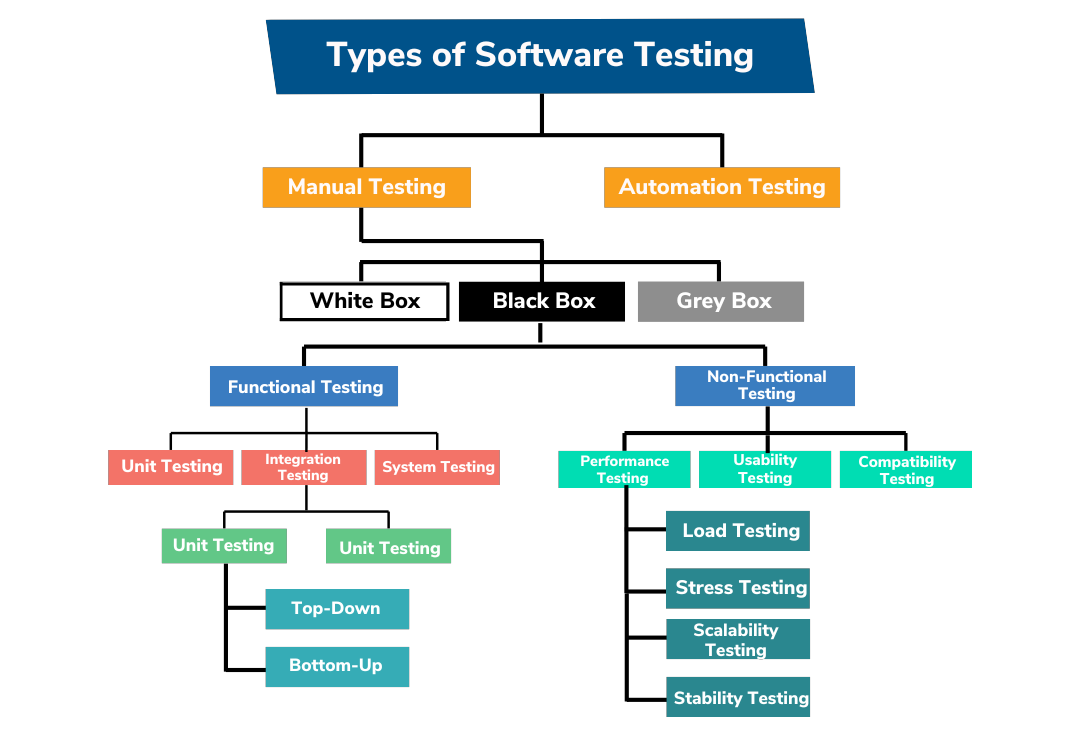 Types of Software Testing
Manual Testing
Automation Testing
White Box
Black Box
Grey Box
Functional Testing
Non-Functional
Testing
Unit Testing
Integration
Testing
System Testing
Performance
Testing
Usability
Testing
Compatibility
Testing
Unit Testing
Unit Testing
Top-Down
Bottom-Up
Load Testing
Stress Testing
Scalability
Testing
Stability Testing